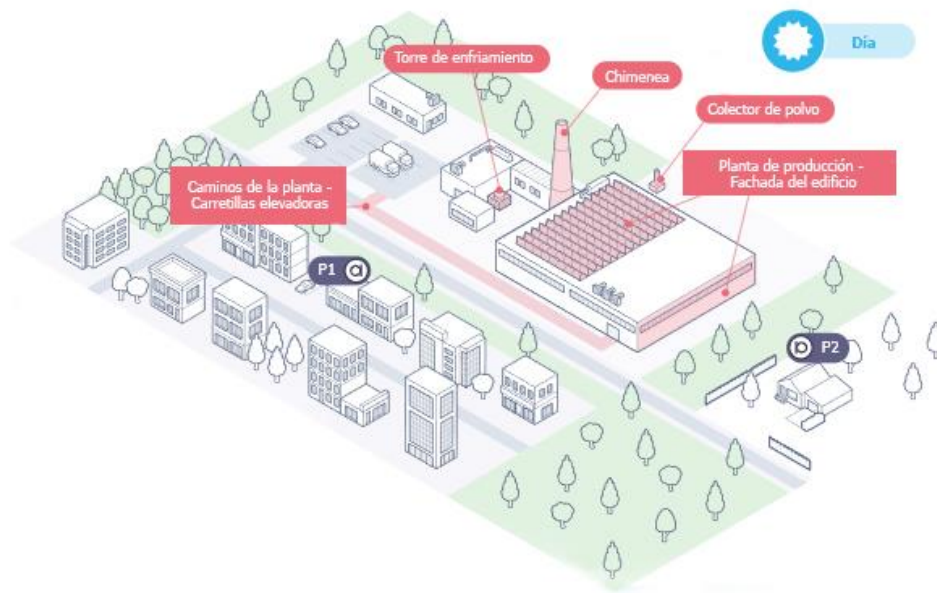 Día
Torre de enfriamiento
Chimenea
Colector de polvo
Planta de producción -
Fachada del edificio
Caminos de la planta -
Carretillas elevadoras
P1
P2